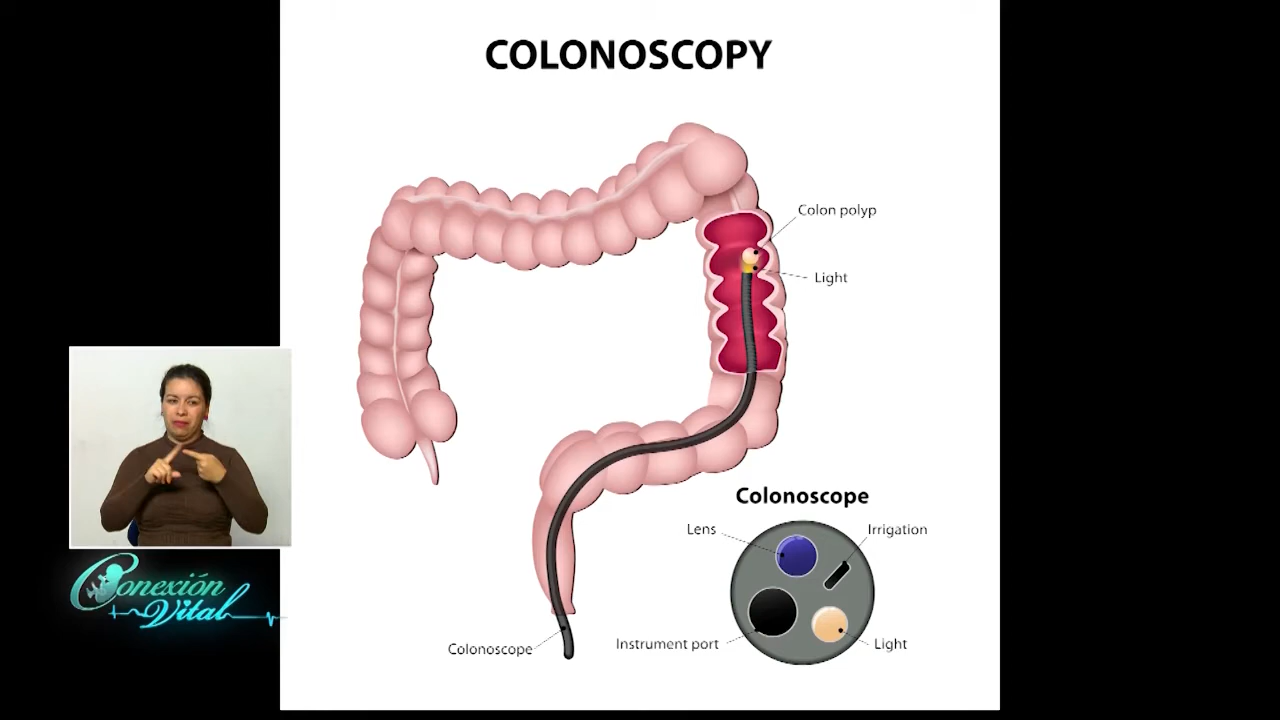 COLONOSCOPY
Colon polyp
Light
Colonoscope
Lens
Irrigation
Instrument port
Light
Colonoscope
Conexión
Vital